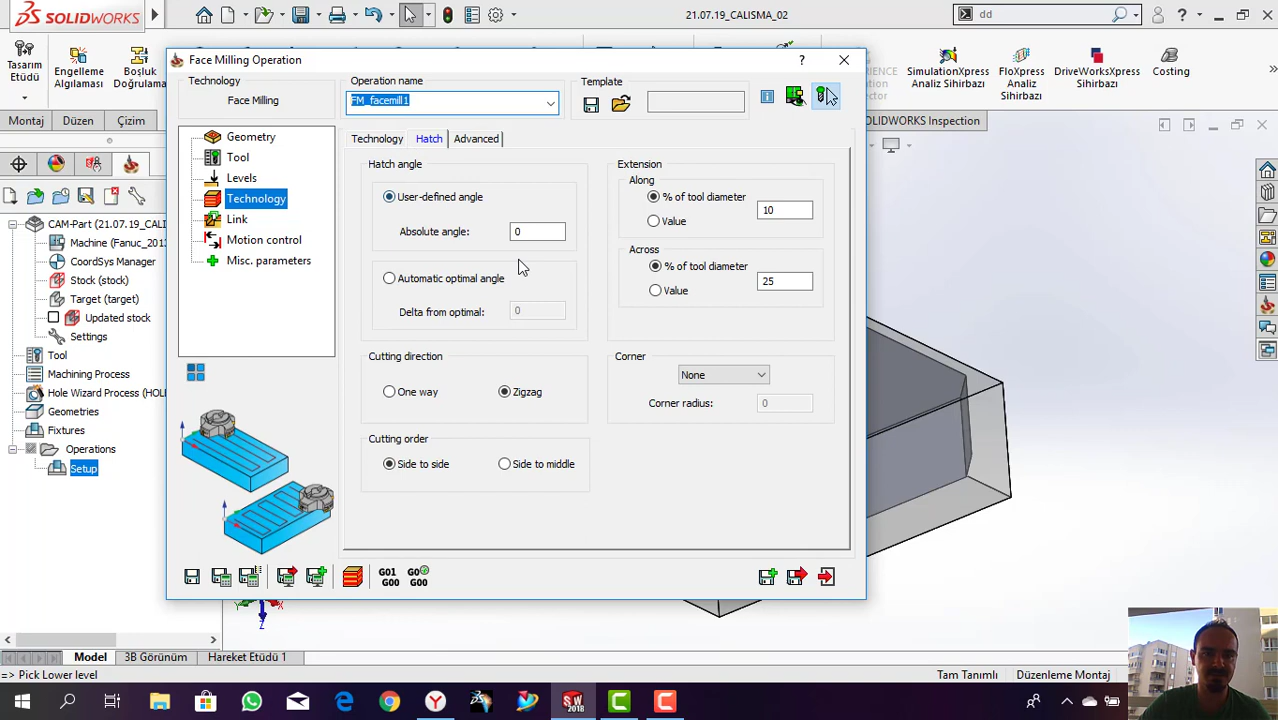 SOLIDWORKS
21.07.19_CALISMA_02
dd
?
Tasarım
Etüdü
Engelleme
Algılaması
Boşluk
SimulationXpress
Analiz Sihirbazı
FloXpress
Analiz
Sihirbazı
DriveWorksXpress
Sihirbazı
Costing
Montaj
Düzen
Çizim
SOLIDWORKS Inspection
Face Milling Operation
?
Technology
Face Milling
Operation name
FM_facemill1
Template
Geometry
Tool
Levels
Technology
Link
Motion control
Misc. parameters
Technology
Hatch
Advanced
Hatch angle
User-defined angle
Absolute angle:
0
Automatic optimal angle
Delta from optimal:
0
Cutting direction
One way
Zigzag
Cutting order
Side to side
Side to middle
Extension
Along
% of tool diameter
10
Value
Across
% of tool diameter
25
Value
Corner
None
Corner radius:
0
G01
G00
G0
G00
CAM-Part (21.07.19_CALISMA
Machine (Fanuc_201
CoordSys Manager
Stock (stock)
Target (target)
Updated stock
Settings
Tool
Machining Process
Hole Wizard Process (HOL
Geometries
Fixtures
Operations
Setup
Z
Model
3B Görünüm
Hareket Etüdü 1
=> Pick Lower level
Tam Tanımlı
Düzenleme Montaj
SW
2018